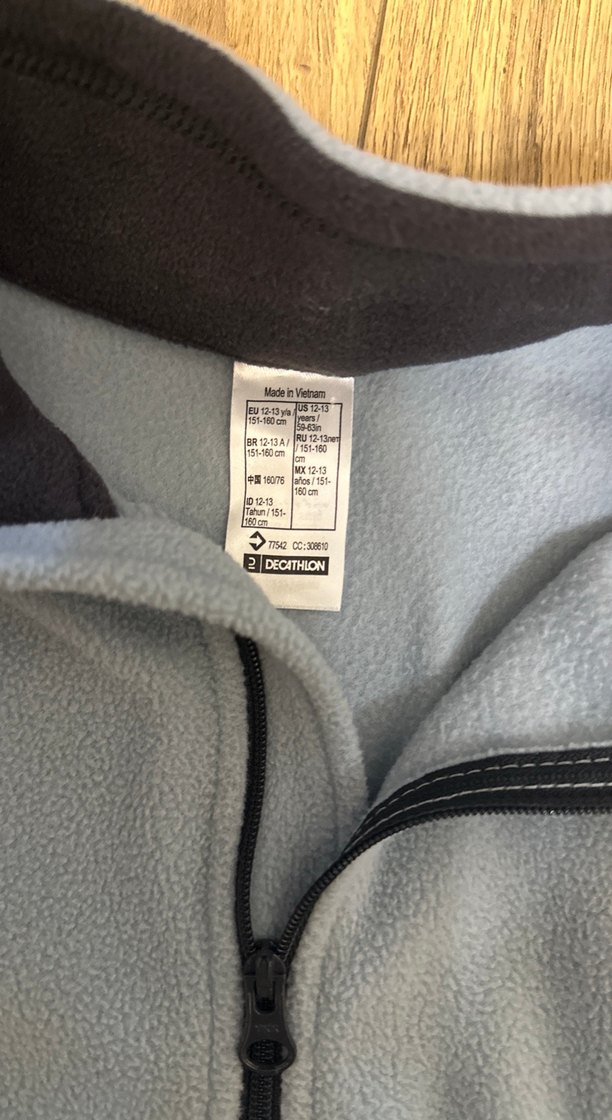 Made in Vietnam
EU 12-13 y/a /
151-160 cm
BR 12-13 A /
151-160 cm
中国 160/76
ID 12-13
Tahun / 151-
160 cm
US 12-13
years /
59-63in
RU 12-13лет
/ 151-160
cm
MX 12-13
años / 151-
160 cm
77542 CC : 308610
DECATHLON